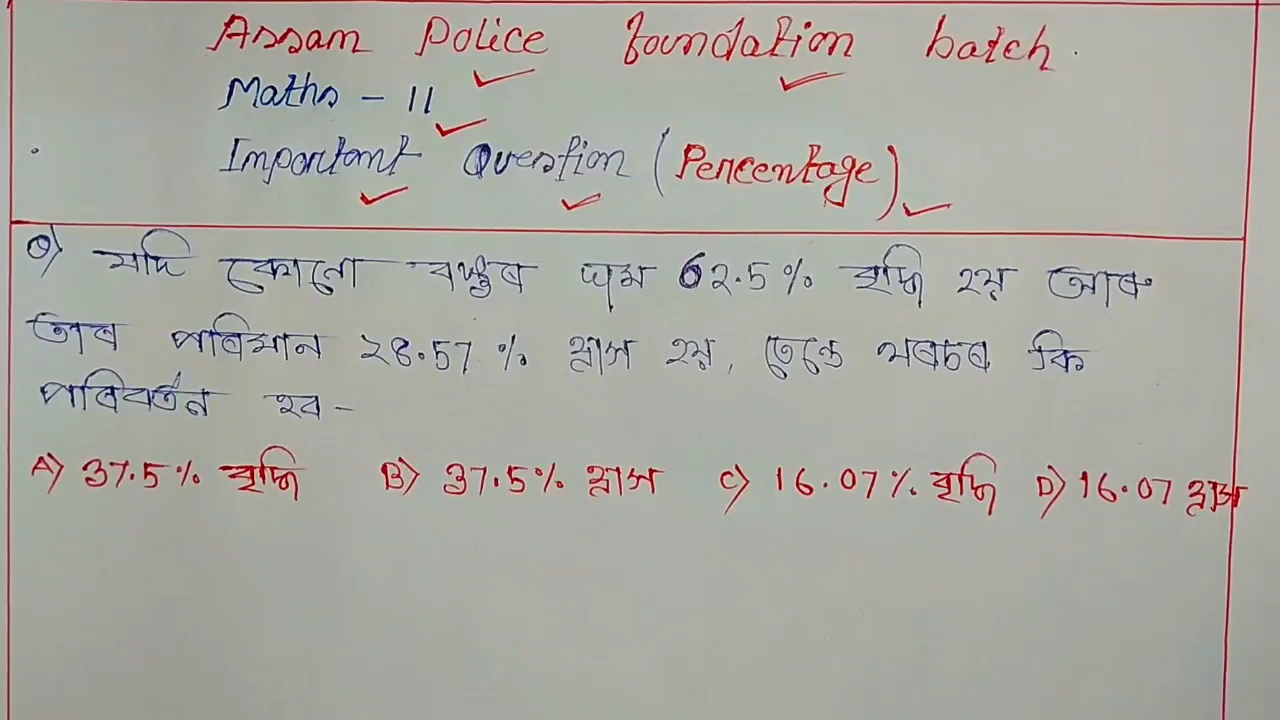 Assam Police foundation batch.
Maths - 11
Important Question (Percentage)
Q) যদি কোনো বস্তুৰ দাম 62.5% বৃদ্ধি হয় আৰু
তাৰ পৰিমান 28.57 % হ্ৰাস হয়, তেন্তে খৰচৰ কি
পৰিবৰ্তন হব -
A) 37.5% বৃদ্ধি B) 37.5% হ্ৰাস C) 16.07% বৃদ্ধি D) 16.07 হ্ৰাস